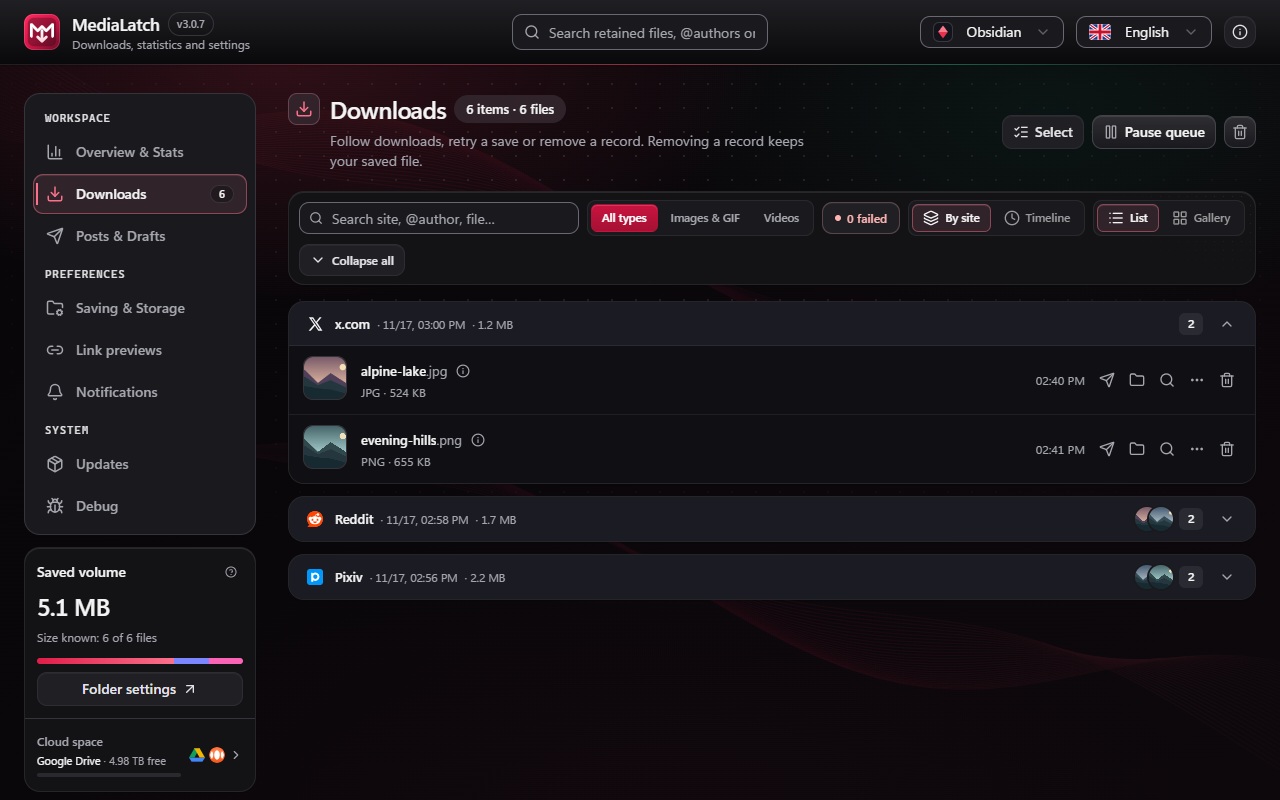 MediaLatch v3.0.7
Downloads, statistics and settings
Search retained files, @authors or
Obsidian
English
WORKSPACE
Overview & Stats
Downloads 6
Posts & Drafts
PREFERENCES
Saving & Storage
Link previews
Notifications
SYSTEM
Updates
Debug
Saved volume
5.1 MB
Size known: 6 of 6 files
Folder settings
Cloud space
Google Drive · 4.98 TB free
Downloads 6 items · 6 files
Follow downloads, retry a save or remove a record. Removing a record keeps
your saved file.
Select
Pause queue
Search site, @author, file...
All types Images & GIF Videos
0 failed
By site Timeline
List Gallery
Collapse all
x.com · 11/17, 03:00 PM · 1.2 MB 2
alpine-lake.jpg
JPG · 524 KB
02:40 PM
evening-hills.png
PNG · 655 KB
02:41 PM
Reddit · 11/17, 02:58 PM · 1.7 MB 2
Pixiv · 11/17, 02:56 PM · 2.2 MB 2